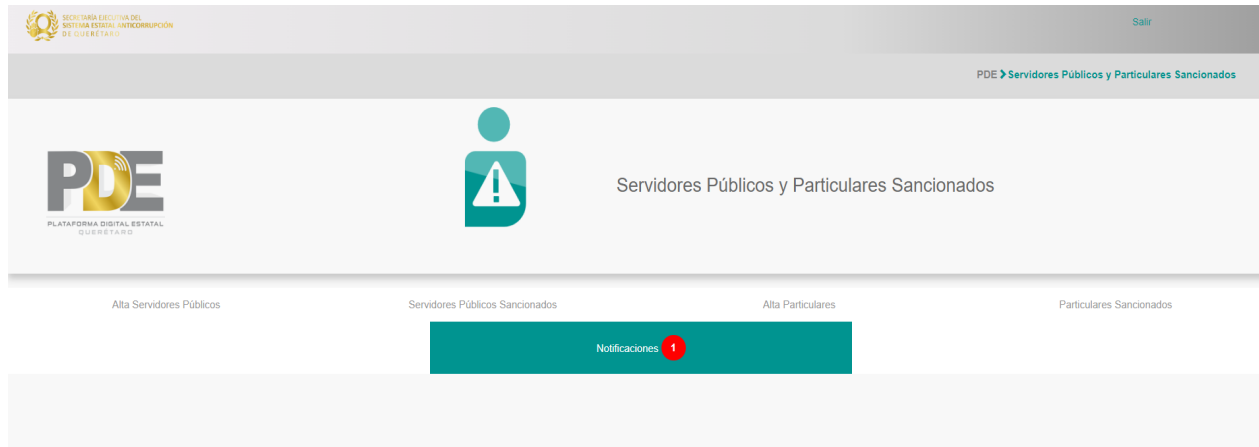 SECRETARÍA EJECUTIVA DEL
SISTEMA ESTATAL ANTICORRUPCIÓN
DE QUERÉTARO
Salir
PDE Servidores Públicos y Particulares Sancionados
PDE
PLATAFORMA DIGITAL ESTATAL
QUERÉTARO
Servidores Públicos y Particulares Sancionados
Alta Servidores Públicos
Servidores Públicos Sancionados
Alta Particulares
Particulares Sancionados
Notificaciones 1